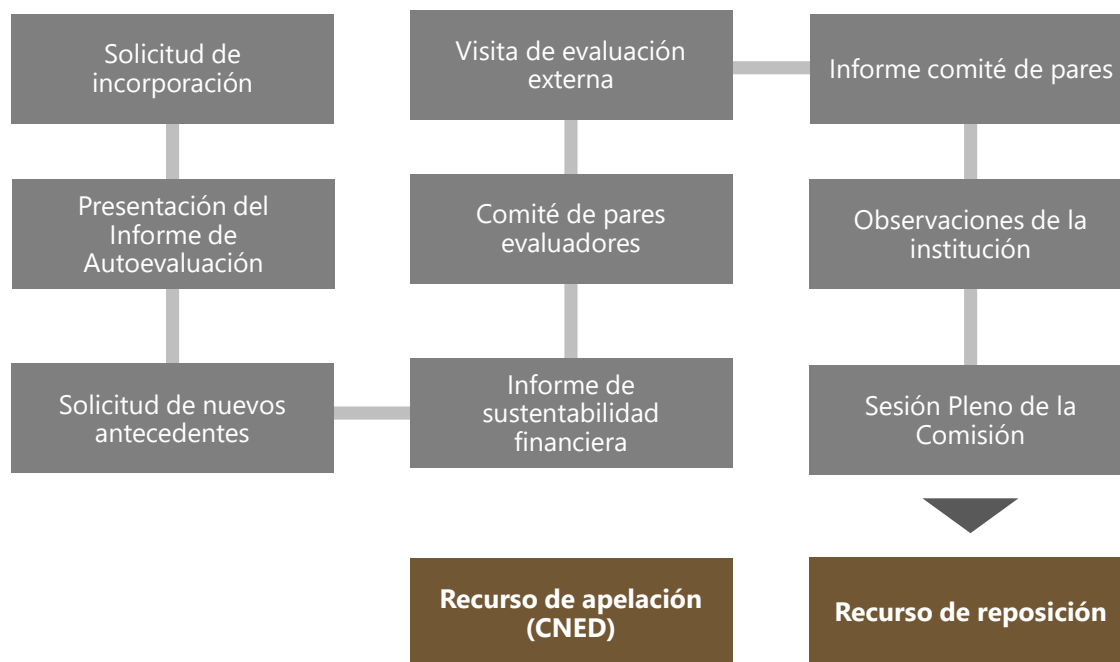 Solicitud de
incorporación
Presentación del
Informe de
Autoevaluación
Solicitud de nuevos
antecedentes
Informe de
sustentabilidad
financiera
Comité de pares
evaluadores
Visita de evaluación
externa
Informe comité de pares
Observaciones de la
institución
Sesión Pleno de la
Comisión
Recurso de reposición
Recurso de apelación
(CNED)